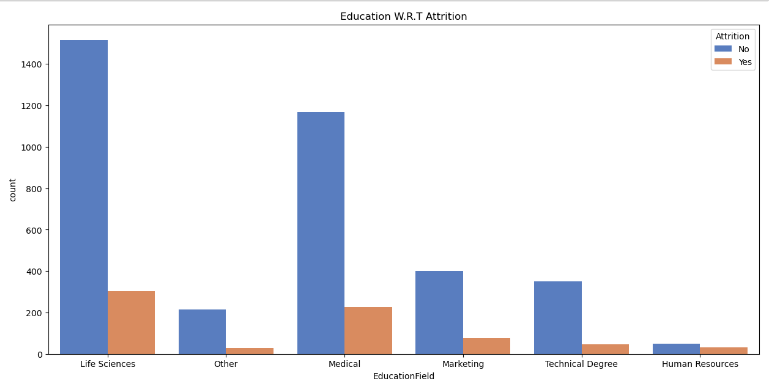 Education W.R.T Attrition
Attrition
No
Yes
1400
1200
1000
800
600
400
200
0
count
Life Sciences
Other
Medical
Marketing
Technical Degree
Human Resources
EducationField